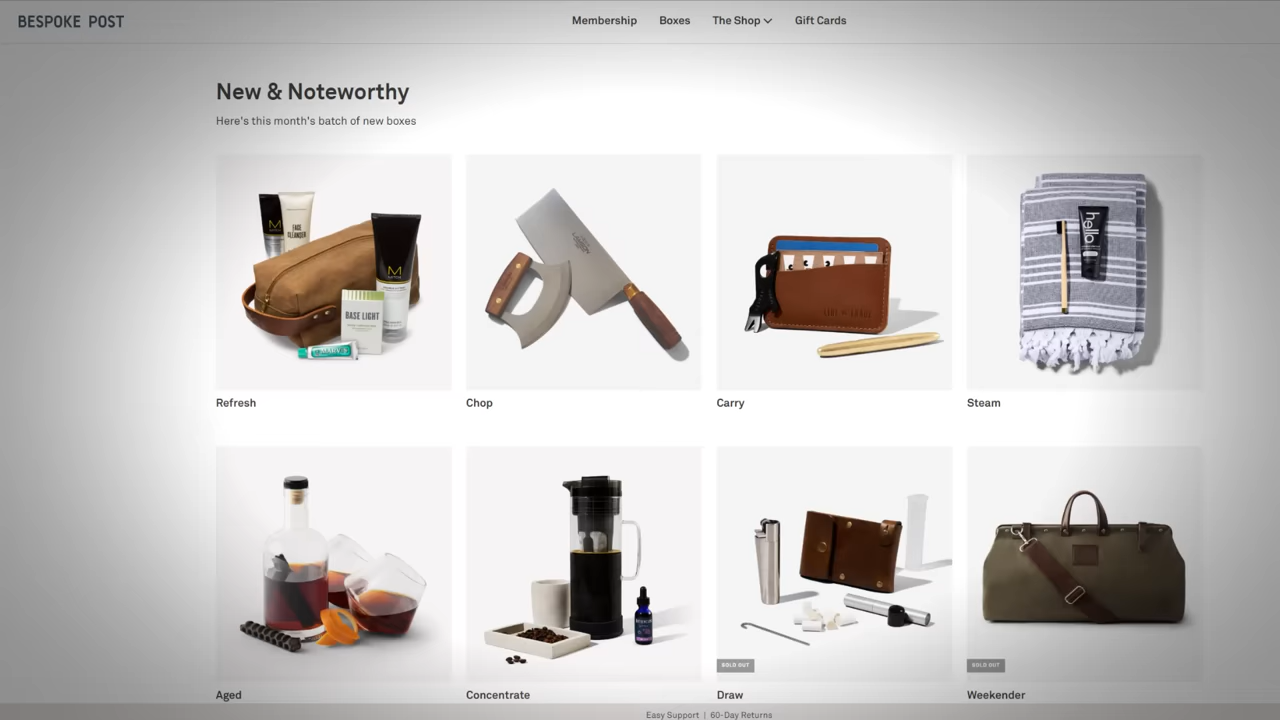 BESPOKE POST
Membership Boxes The Shop Gift Cards
New & Noteworthy
Here's this month's batch of new boxes
M
FACE
CLEANSER
M
BASE LIGHT
MARVIS
hello
Refresh Chop Carry Steam
SOLD OUT SOLD OUT
Aged Concentrate Draw Weekender
Easy Support | 60-Day Returns